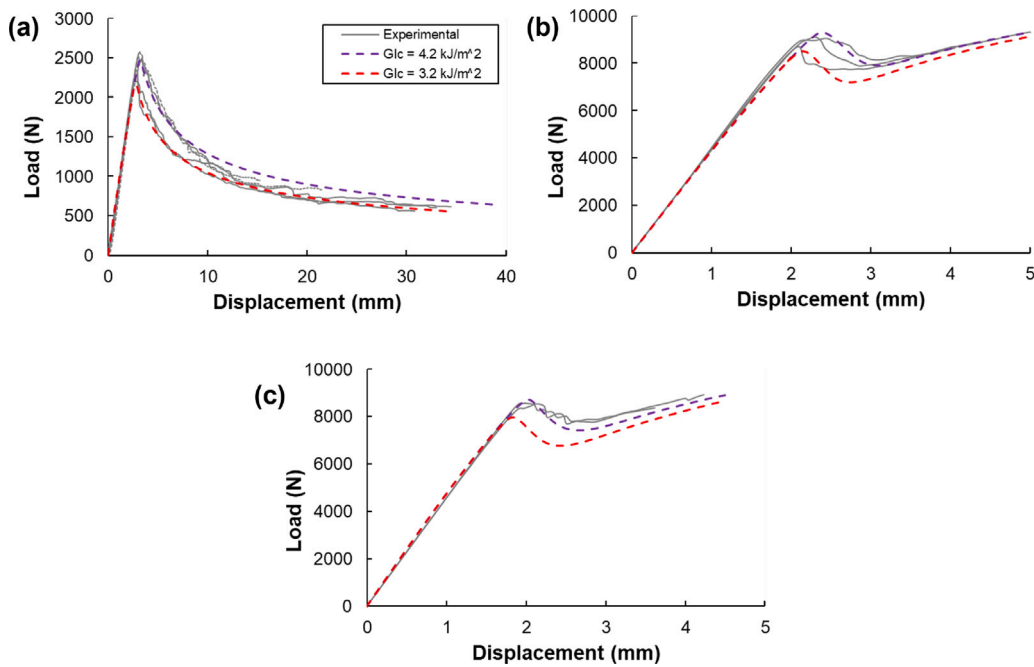 (a)
3000
2500
2000
1500
1000
500
0
Load (N)
0 10 20 30 40
Displacement (mm)
Experimental
GIc = 4.2 kJ/m^2
GIc = 3.2 kJ/m^2
(b)
10000
8000
6000
4000
2000
0
Load (N)
0 1 2 3 4 5
Displacement (mm)
(c)
10000
8000
6000
4000
2000
0
Load (N)
0 1 2 3 4 5
Displacement (mm)